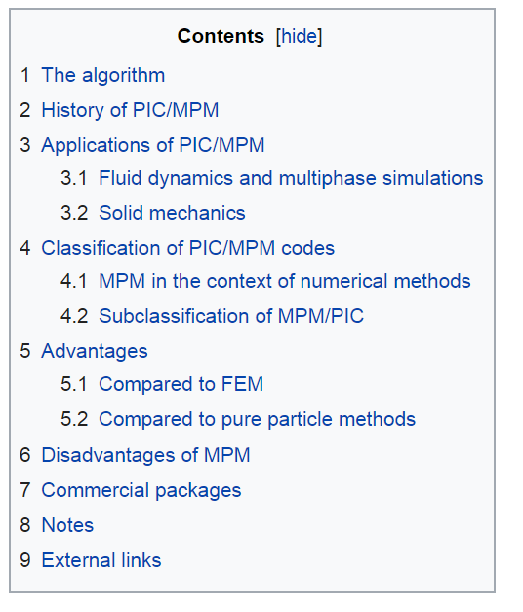 Contents [hide]
1 The algorithm
2 History of PIC/MPM
3 Applications of PIC/MPM
3.1 Fluid dynamics and multiphase simulations
3.2 Solid mechanics
4 Classification of PIC/MPM codes
4.1 MPM in the context of numerical methods
4.2 Subclassification of MPM/PIC
5 Advantages
5.1 Compared to FEM
5.2 Compared to pure particle methods
6 Disadvantages of MPM
7 Commercial packages
8 Notes
9 External links